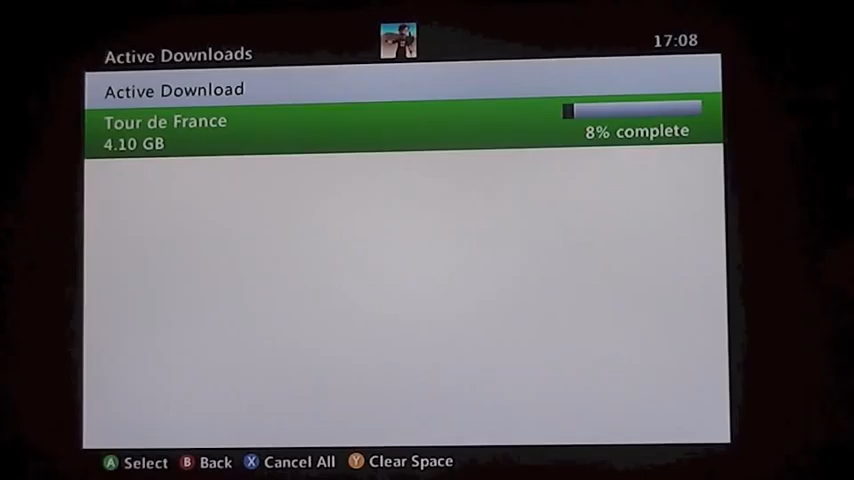 Active Downloads
17:08
Active Download
Tour de France
4.10 GB
8% complete
A Select B Back X Cancel All Y Clear Space